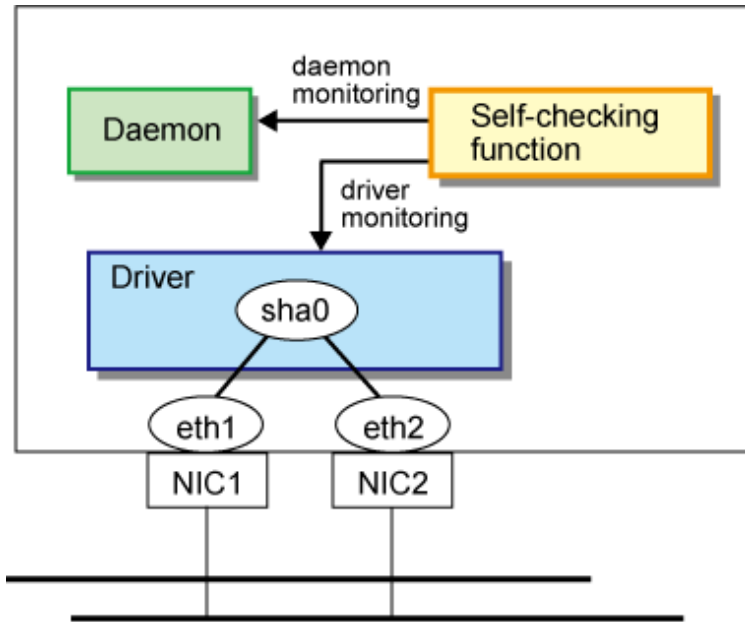 daemon
monitoring
Daemon
Self-checking
function
driver
monitoring
Driver
sha0
eth1
eth2
NIC1
NIC2